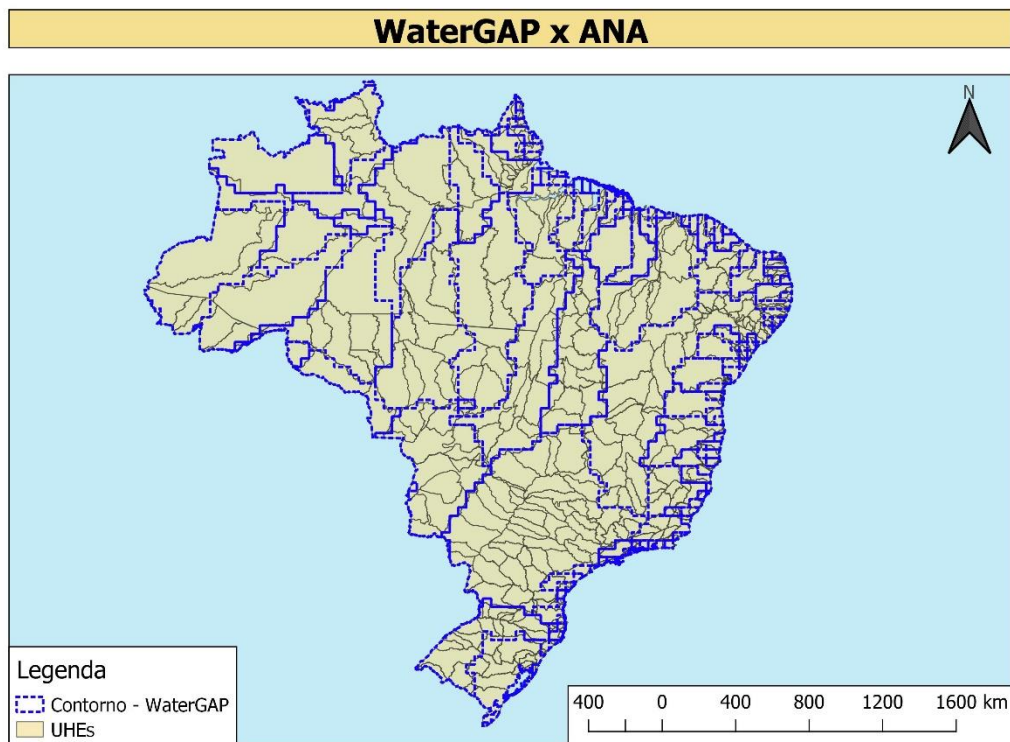 WaterGAP x ANA
N
Legenda
Contorno - WaterGAP
UHEs
400 0 400 800 1200 1600 km